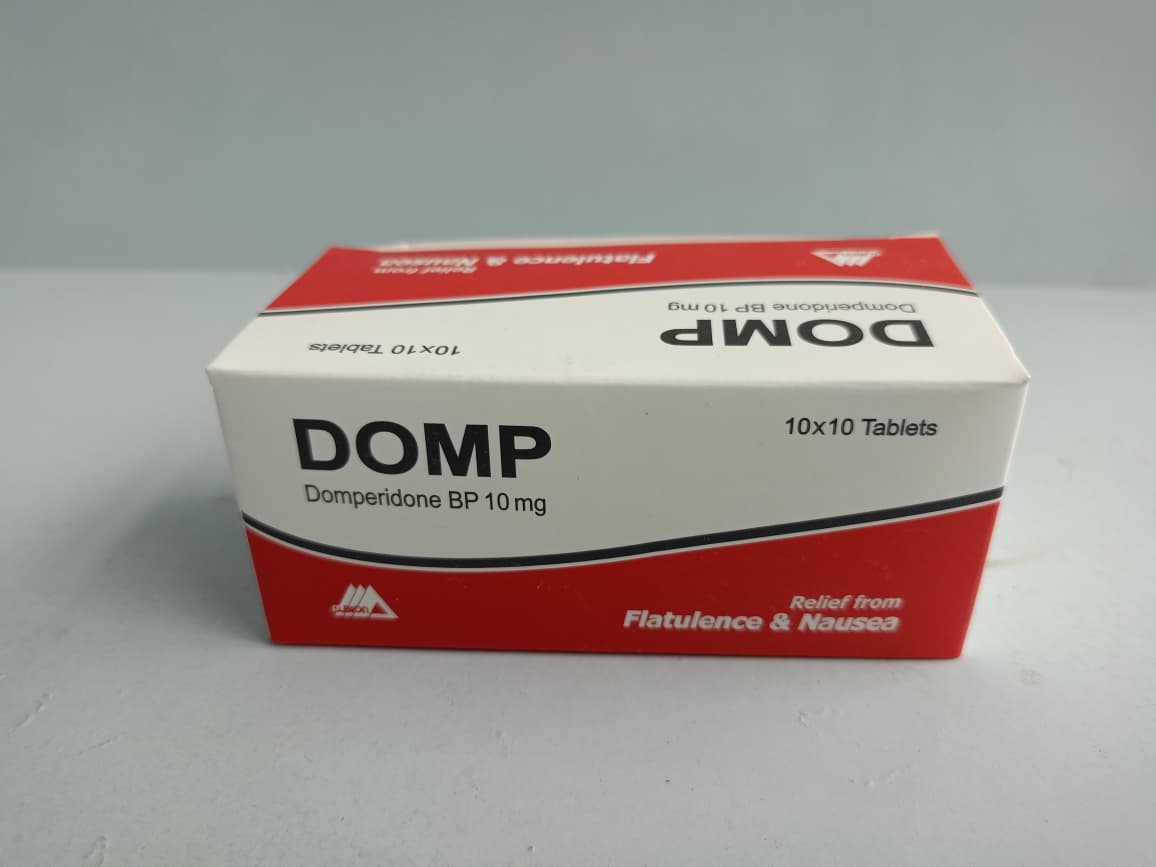 Relief from
Flatulence & Nausea
Domperidone BP 10 mg
DOMP
10x10 Tablets
DOMP
Domperidone BP 10 mg
10x10 Tablets
Relief from
Flatulence & Nausea